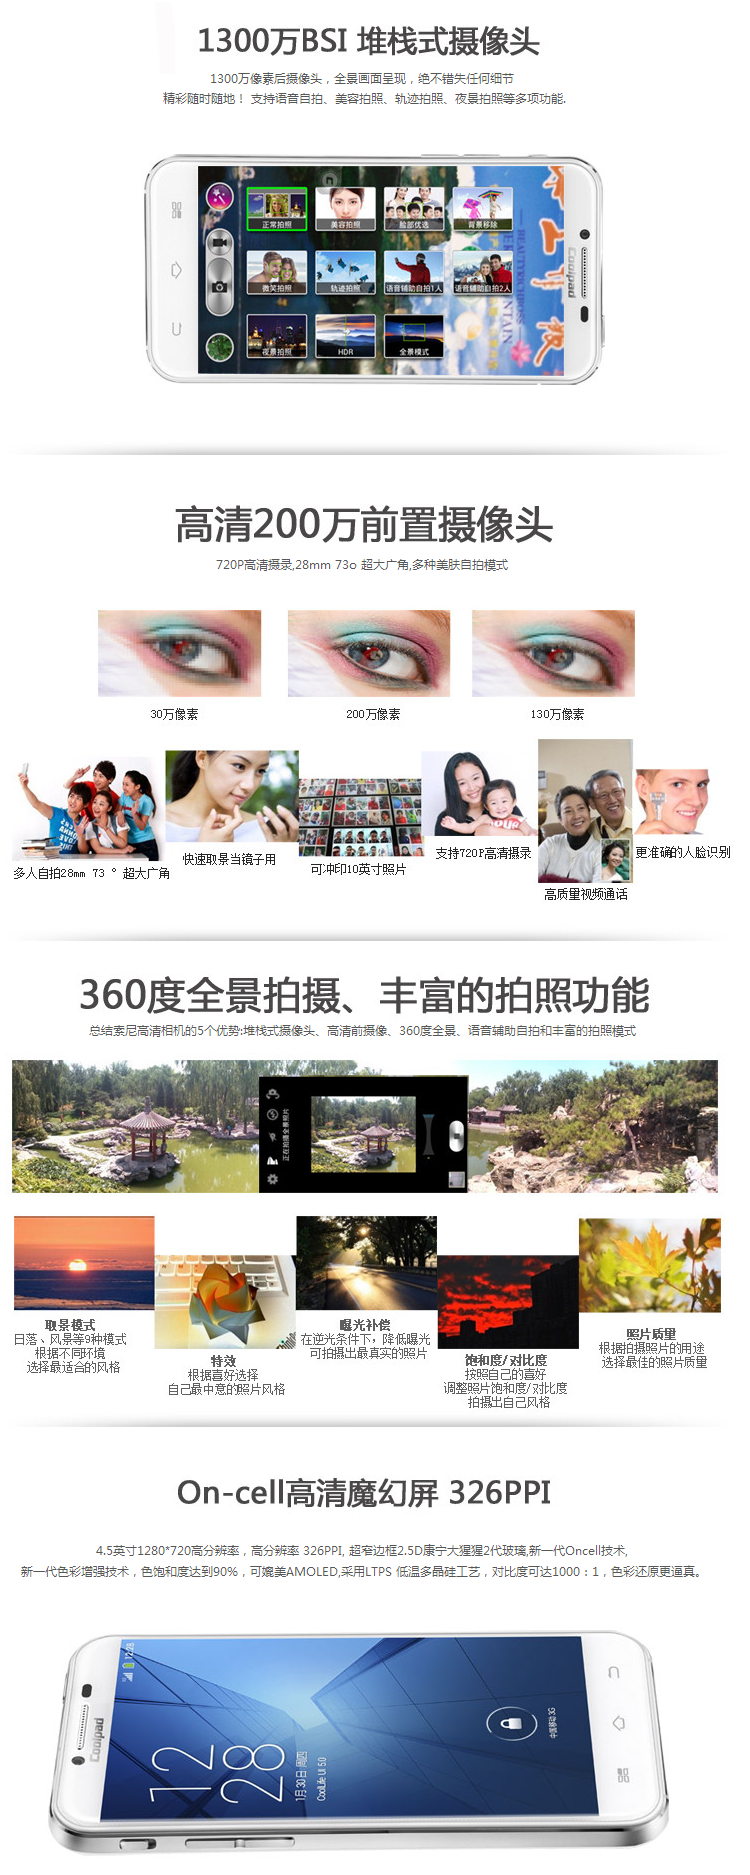 1300万BSI 堆栈式摄像头
1300万像素后摄像头，全景画面呈现，绝不错失任何细节
精彩随时随地！ 支持语音自拍、美容拍照、轨迹拍照、夜景拍照等多项功能.
正常拍照
美容拍照
脸部优选
背景移除
微笑拍照
轨迹拍照
语音辅助自拍1人
语音辅助自拍2人
夜景拍照
HDR
全景模式
Coolpad
高清200万前置摄像头
720P高清摄录,28mm 73o 超大广角,多种美肤自拍模式
30万像素
200万像素
130万像素
多人自拍28mm 73 ° 超大广角
快速取景当镜子用
可冲印10英寸照片
支持720P高清摄录
高质量视频通话
更准确的人脸识别
360度全景拍摄、丰富的拍照功能
总结索尼高清相机的5个优势:堆栈式摄像头、高清前摄像、360度全景、语音辅助自拍和丰富的拍照模式
正在拍摄全景照片
取景模式
日落、风景等9种模式
根据不同环境
选择最适合的风格
特效
根据喜好选择
自己最中意的照片风格
曝光补偿
在逆光条件下，降低曝光
可拍摄出最真实的照片
饱和度/对比度
按照自己的喜好
调整照片饱和度/对比度
拍摄出自己风格
照片质量
根据拍摄照片的用途
选择最佳的照片质量
On-cell高清魔幻屏 326PPI
4.5英寸1280*720高分辨率，高分辨率 326PPI, 超窄边框2.5D康宁大猩猩2代玻璃,新一代Oncell技术,
新一代色彩增强技术，色饱和度达到90%，可媲美AMOLED,采用LTPS 低温多晶硅工艺，对比度可达1000：1，色彩还原更逼真。
12:28
Coolpad
12
28
1月30日 周四
CoolLife UI 5.0
中国移动 3G